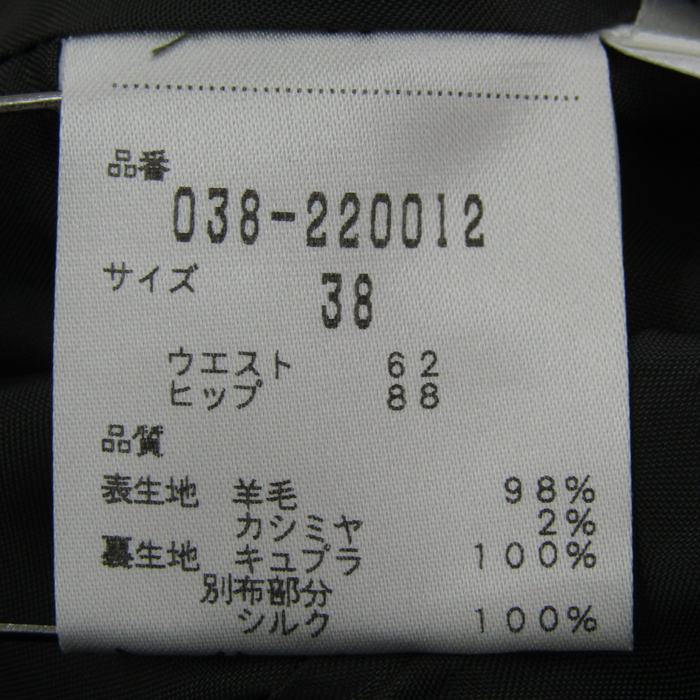 品番
038-220012
サイズ
38
ウエスト 62
ヒップ 88
品質
表生地 羊毛 98%
カシミヤ 2%
裏生地 キュプラ 100%
別布部分
シルク 100%